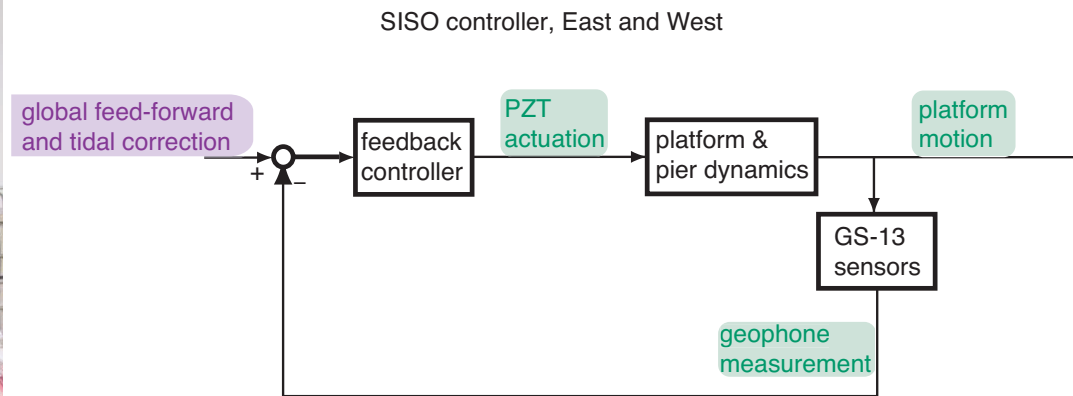 SISO controller, East and West
global feed-forward
and tidal correction
+
−
feedback
controller
PZT
actuation
platform &
pier dynamics
platform
motion
GS-13
sensors
geophone
measurement